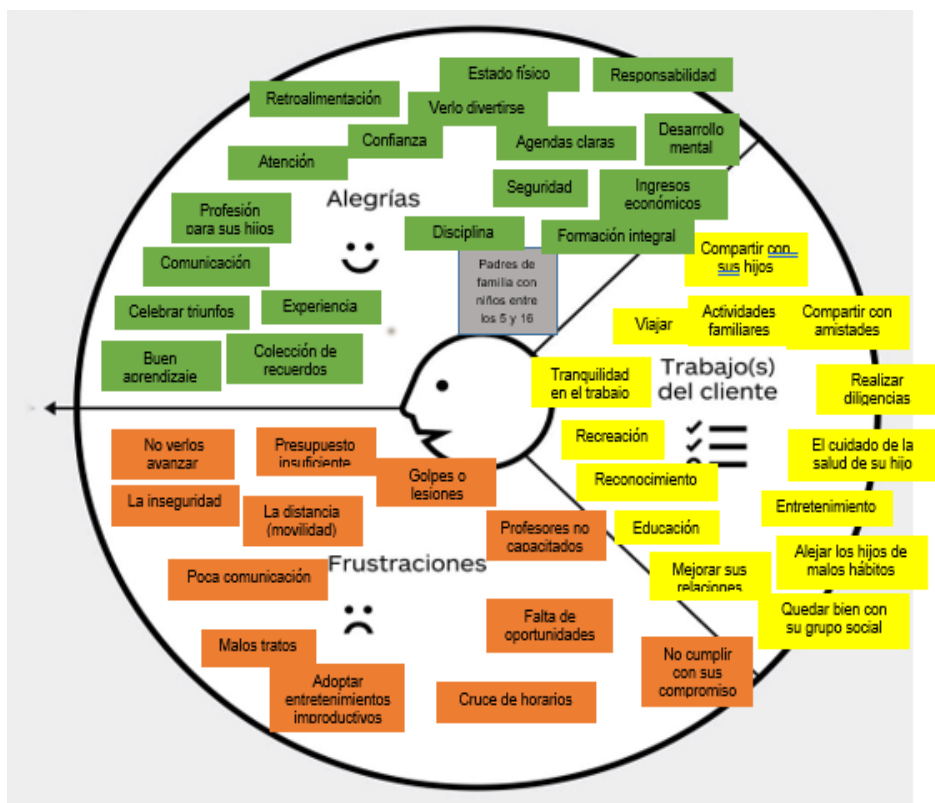 Estado físico
Responsabilidad
Retroalimentación
Verlo divertirse
Confianza
Agendas claras
Desarrollo
mental
Atención
Seguridad
Ingresos
económicos
Alegrías
Profesión
para sus hijos
Disciplina
Formación integral
Comunicación
Padres de
familia con
niños entre
los 5 y 16
Celebrar triunfos
Experiencia
Buen
aprendizaje
Colección de
recuerdos
Compartir con
sus hijos
Viajar
Actividades
familiares
Compartir con
amistades
Tranquilidad
en el trabajo
Trabajo(s)
del cliente
Realizar
diligencias
Recreación
El cuidado de la
salud de su hijo
Reconocimiento
Entretenimiento
Educación
Alejar los hijos de
malos hábitos
Mejorar sus
relaciones
Quedar bien con
su grupo social
No verlos
avanzar
Presupuesto
insuficiente
Golpes o
lesiones
La inseguridad
La distancia
(movilidad)
Profesores no
capacitados
Frustraciones
Poca comunicación
Falta de
oportunidades
Malos tratos
No cumplir
con sus
compromiso
Adoptar
entretenimientos
improductivos
Cruce de horarios